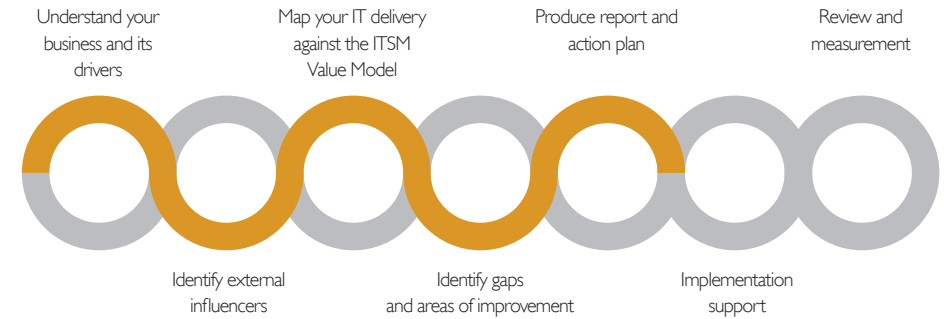 Understand your
business and its
drivers
Identify external
influencers
Map your IT delivery
against the ITSM
Value Model
Identify gaps
and areas of improvement
Produce report and
action plan
Implementation
support
Review and
measurement